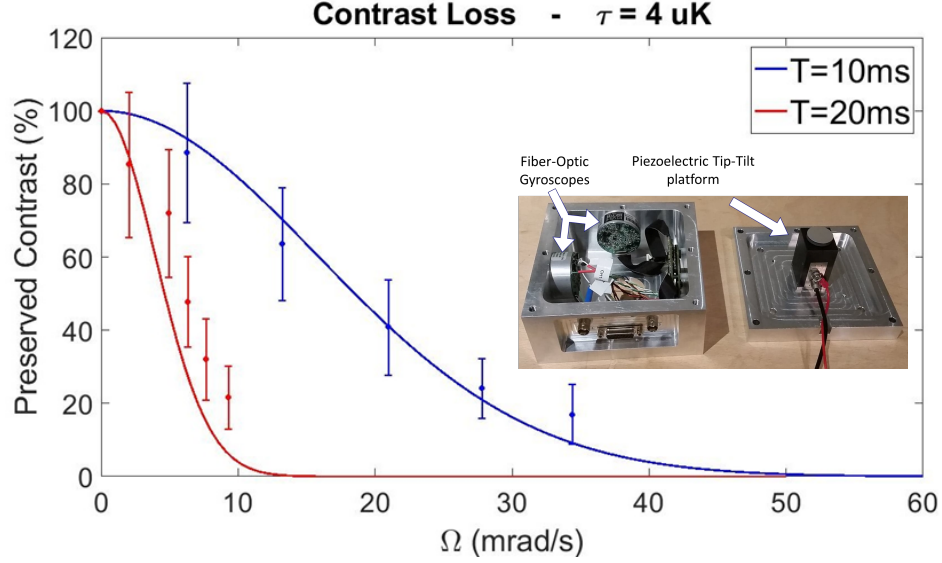 Contrast Loss - τ = 4 uK
120
100
80
60
40
20
0
Preserved Contrast (%)
T=10ms
T=20ms
Fiber-Optic
Gyroscopes
Piezoelectric Tip-Tilt
platform
0 10 20 30 40 50 60
Ω (mrad/s)